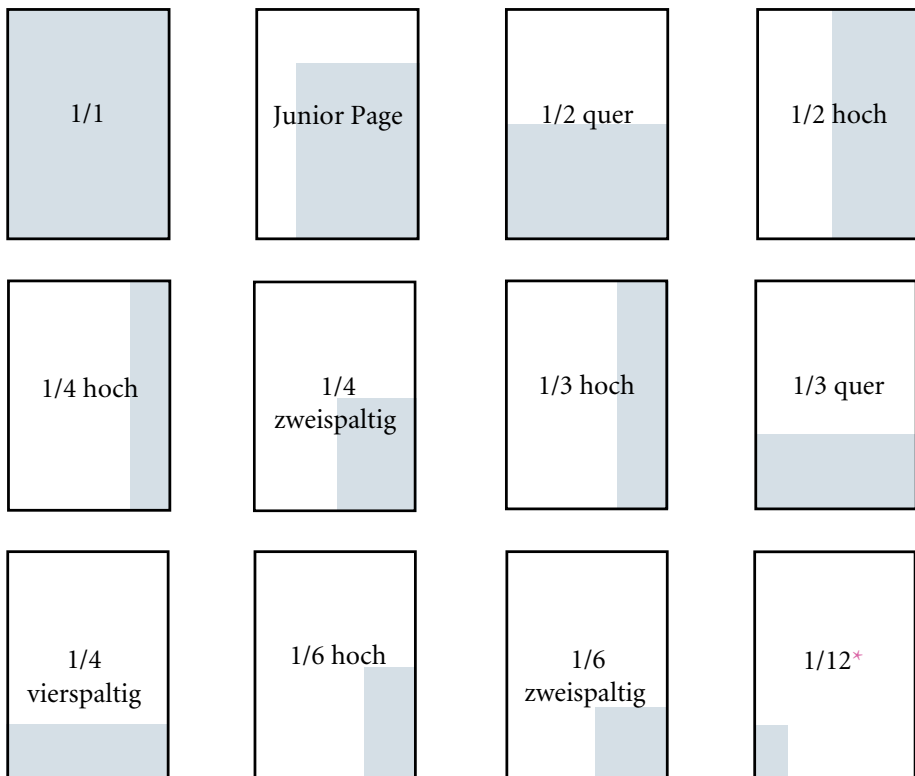 1/1
Junior Page
1/2 quer
1/2 hoch
1/4 hoch
1/4
zweispaltig
1/3 hoch
1/3 quer
1/4
vierspaltig
1/6 hoch
1/6
zweispaltig
1/12*